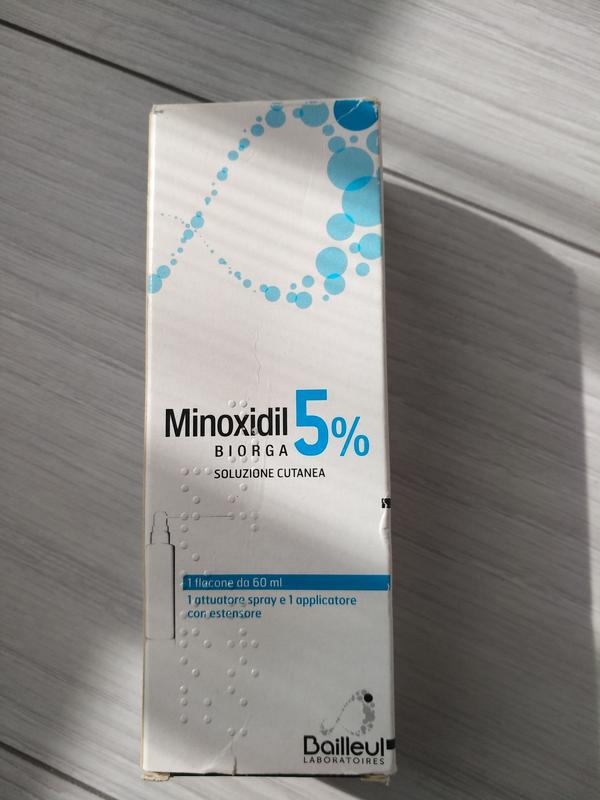 Minoxidil 5%
BIORGA
SOLUZIONE CUTANEA
1 flacone da 60 ml
1 attuatore spray e 1 applicatore
con estensore
Bailleul
LABORATOIRES